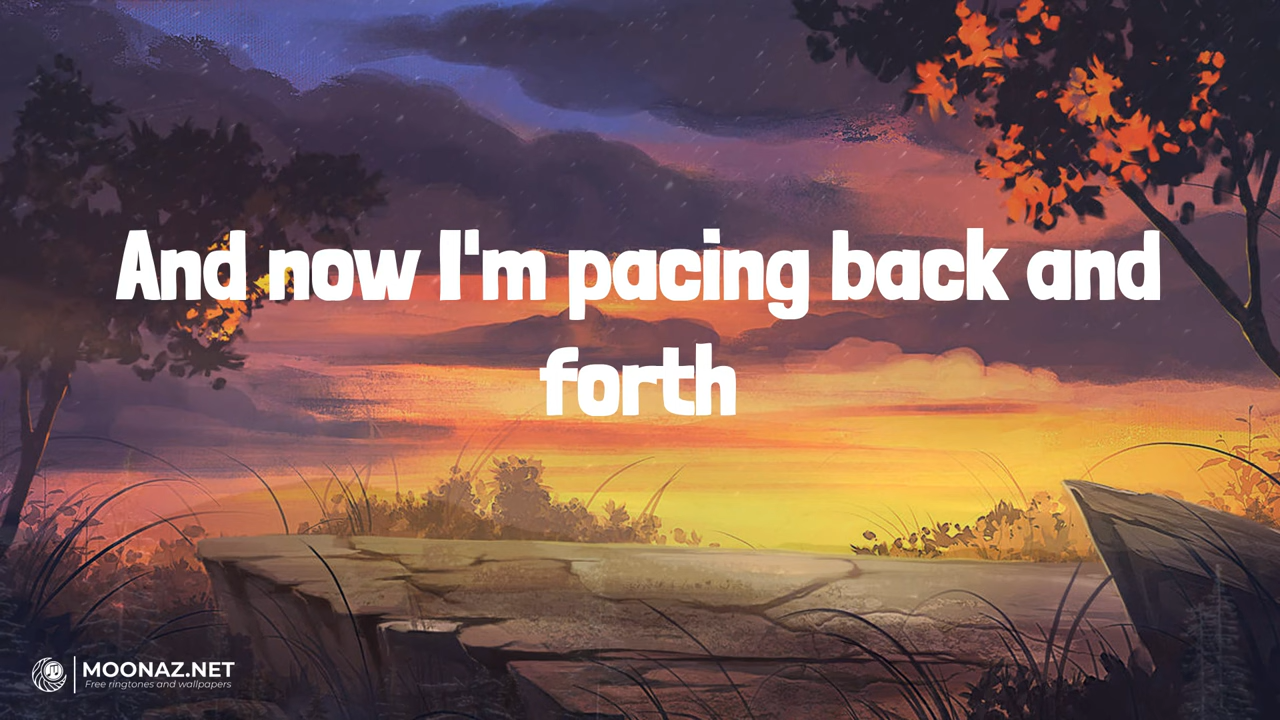 And now I'm pacing back and
forth
MOONAZ.NET
Free ringtones and wallpapers